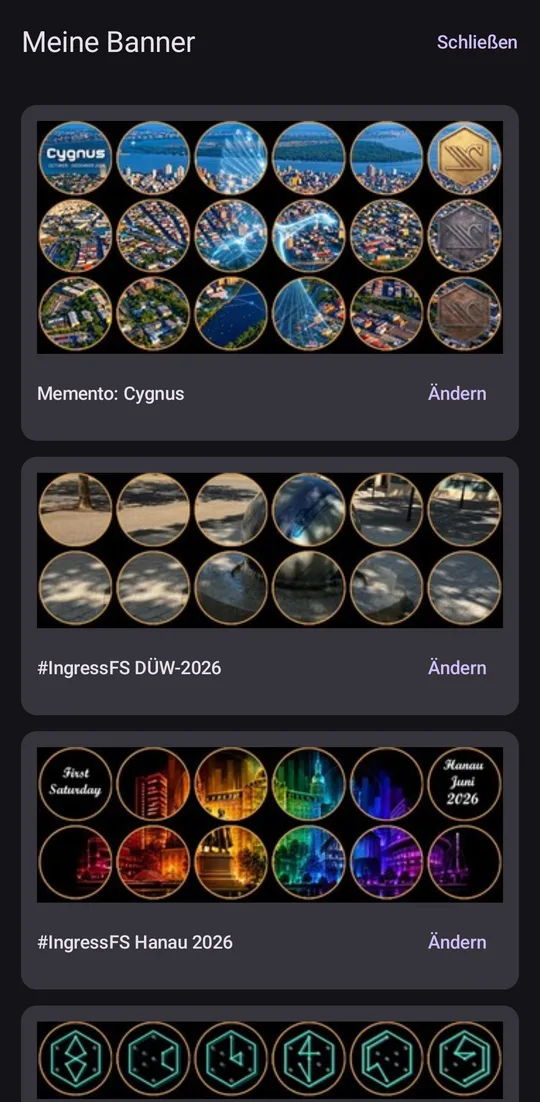 Meine Banner
Schließen
Cygnus
Memento: Cygnus
Ändern
#IngressFS DÜW-2026
Ändern
First
Saturday
Hanau
Juni
2026
#IngressFS Hanau 2026
Ändern